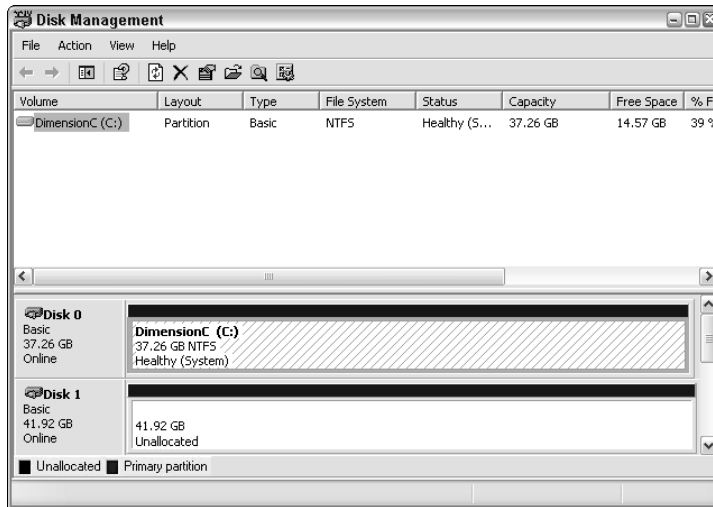 Disk Management
File Action View Help
Volume Layout Type File System Status Capacity Free Space % F
DimensionC (C:) Partition Basic NTFS Healthy (S... 37.26 GB 14.57 GB 39 %
Disk 0
Basic
37.26 GB
Online
DimensionC (C:)
37.26 GB NTFS
Healthy (System)
Disk 1
Basic
41.92 GB
Online
41.92 GB
Unallocated
Unallocated Primary partition